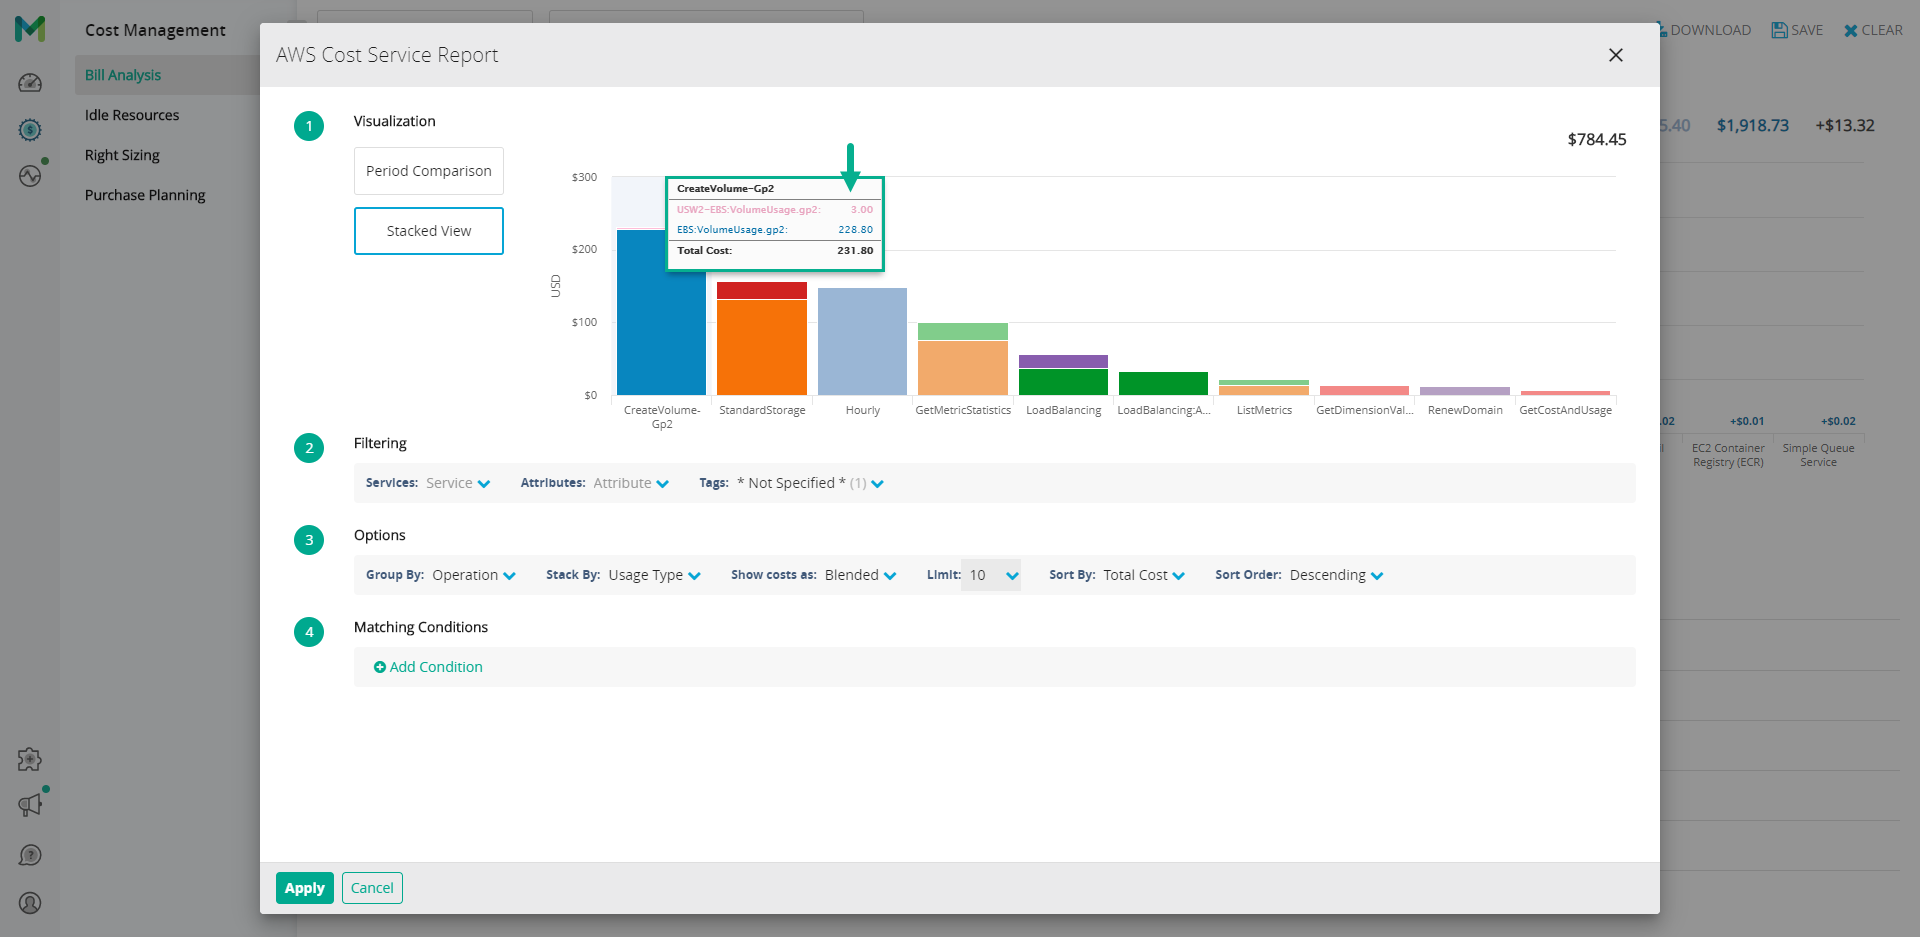 Cost Management
Bill Analysis
Idle Resources
Right Sizing
Purchase Planning
DOWNLOAD
SAVE
CLEAR
5.40
$1,918.73
+$13.32
.02
+$0.01
+$0.02
EC2 Container
Registry (ECR)
Simple Queue
Service
AWS Cost Service Report
1
Visualization
$784.45
Period Comparison
Stacked View
USD
$300
$200
$100
$0
CreateVolume-Gp2
USW2-EBS:VolumeUsage.gp2: 3.00
EBS:VolumeUsage.gp2: 228.80
Total Cost: 231.80
CreateVolume-
Gp2
StandardStorage
Hourly
GetMetricStatistics
LoadBalancing
LoadBalancing:A...
ListMetrics
GetDimensionVal...
RenewDomain
GetCostAndUsage
2
Filtering
Services: Service
Attributes: Attribute
Tags: * Not Specified * (1)
3
Options
Group By: Operation
Stack By: Usage Type
Show costs as: Blended
Limit: 10
Sort By: Total Cost
Sort Order: Descending
4
Matching Conditions
Add Condition
Apply
Cancel